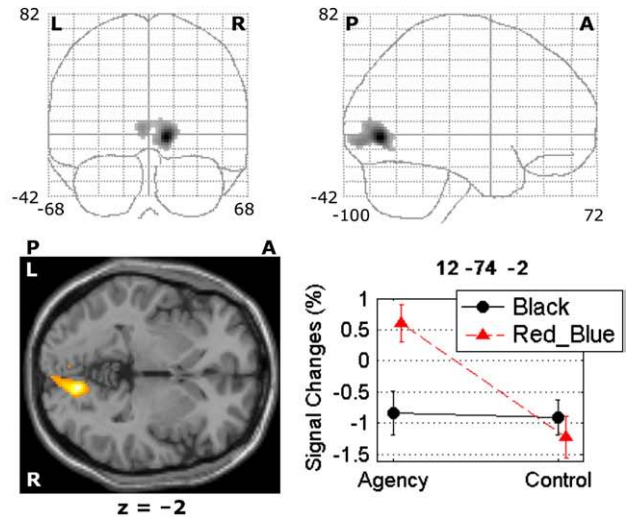 82
L
R
-42
-68
68
82
P
A
-42
-100
72
P
A
L
R
z = −2
12 -74 -2
Signal Changes (%)
1
0.5
0
-0.5
-1
-1.5
Black
Red_Blue
Agency
Control